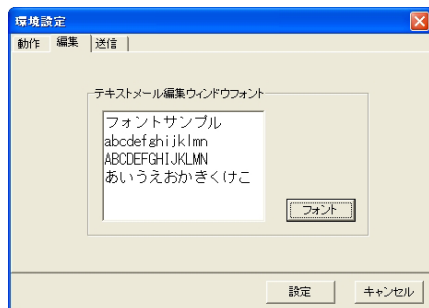 環境設定
動作 編集 送信
テキストメール編集ウィンドウフォント
フォントサンプル
abcdefghijklmn
ABCDEFGHIJKLMN
あいうえおかきくけこ
フォント
設定 キャンセル